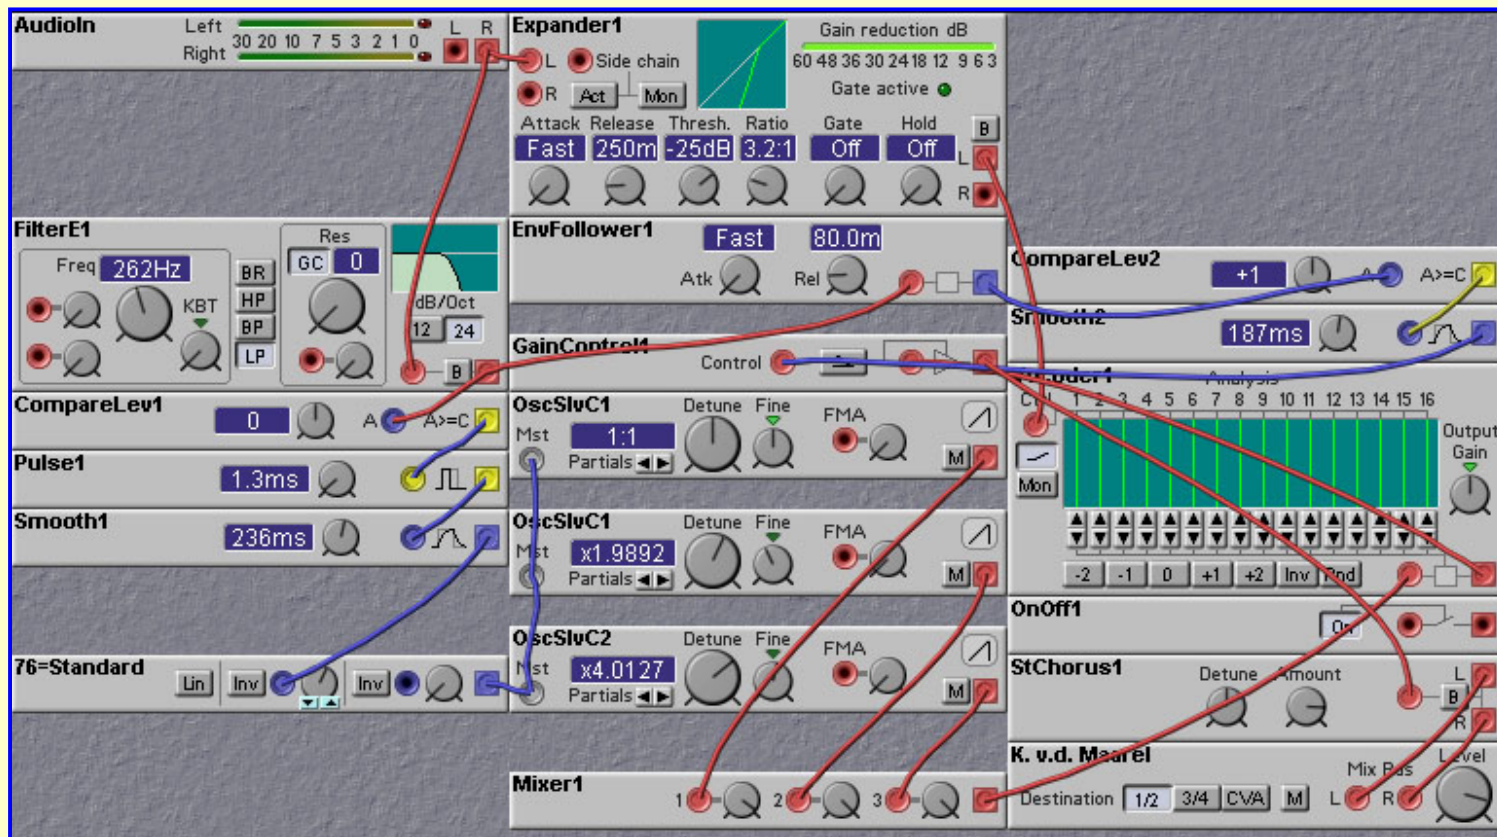 AudioIn
Left
Right
30 20 10 7 5 3 2 1 0
L R
Expander1
L
Side chain
R
Act
Mon
Gain reduction dB
60 48 36 30 24 18 12 9 6 3
Gate active
Attack Release Thresh. Ratio Gate Hold
B
Fast 250m -25dB 3.2:1 Off Off
L
R
FilterE1
Freq 262Hz
KBT
BR
HP
BP
LP
Res
GC 0
dB/Oct
12 24
B
EnvFollower1
Fast 80.0m
Atk Rel
CompareLev2
+1
A A>=C
Smooth2
187ms
GainControl1
Control
CompareLev1
0
A A>=C
Pulse1
1.3ms
Smooth1
236ms
OscSlvC1
Detune Fine FMA
Mst 1:1
Partials
M
OscSlvC1
Detune Fine FMA
Mst x1.9892
Partials
M
OscSlvC2
Detune Fine FMA
Mst x4.0127
Partials
M
Analysis
1 2 3 4 5 6 7 8 9 10 11 12 13 14 15 16
Mon
Output
Gain
-2 -1 0 +1 +2 Inv Rnd
OnOff1
On
76=Standard
Lin
Inv
Inv
StChorus1
Detune Amount
L
B
R
Mixer1
1 2 3
K. v.d. Maarel
Destination 1/2 3/4 CVA M
Mix Bus
L R
Level